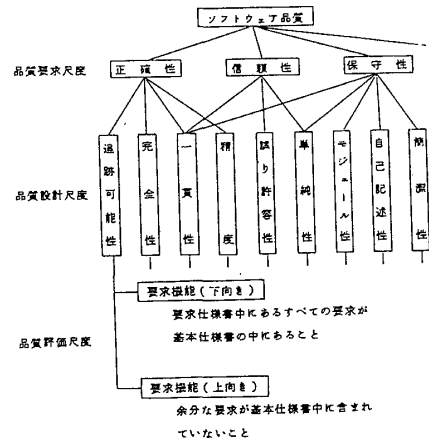 ソフトウェア品質
品質要求尺度
正確性
信頼性
保守性
品質設計尺度
追跡可能性
完全性
一貫性
精度
誤り許容性
単純性
モジュール性
自己記述性
簡潔性
品質評価尺度
要求機能(下向き)
要求仕様書中にあるすべての要求が
基本仕様書の中にあること
要求機能(上向き)
余分な要求が基本仕様書中に含まれ
ていないこと